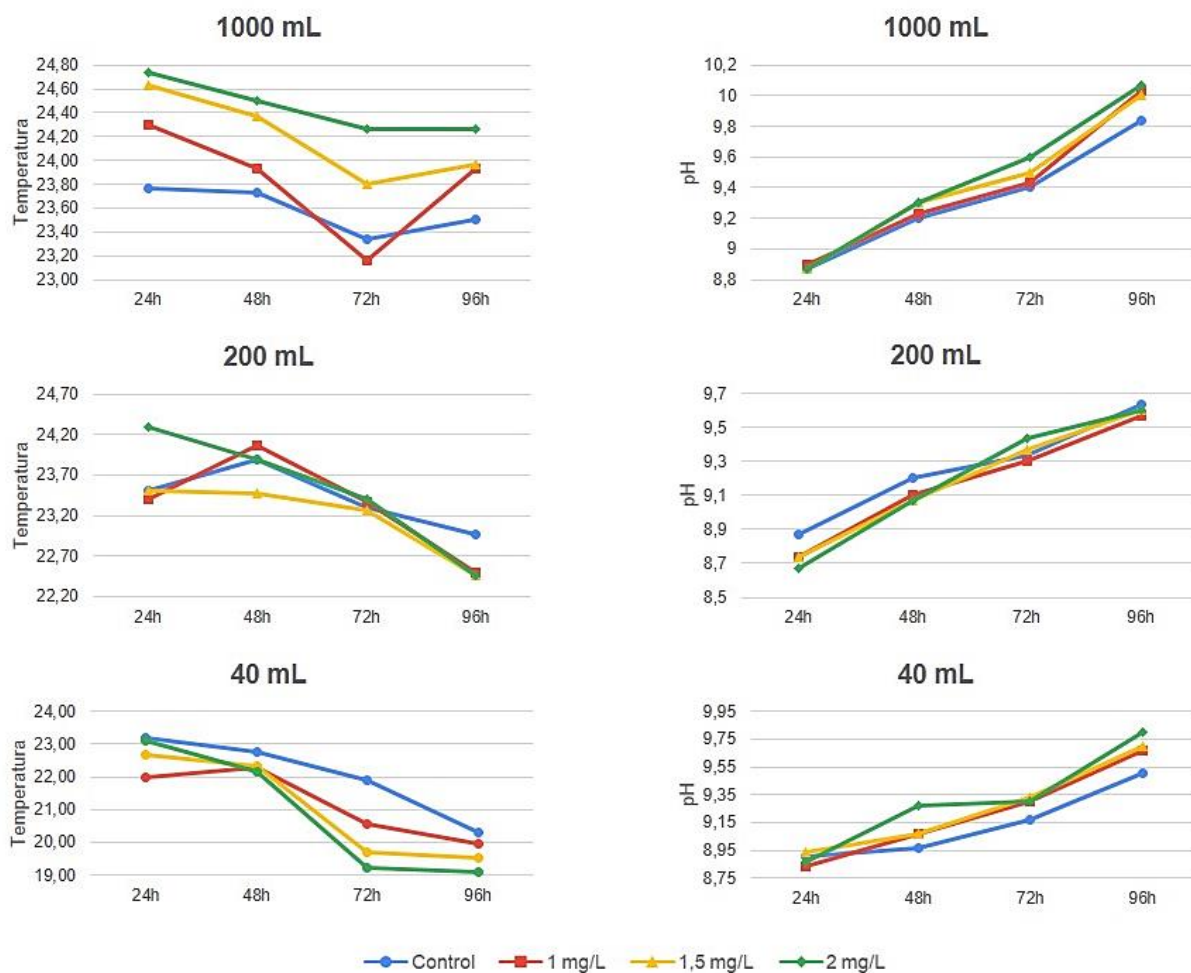 1000 mL
Temperatura
24,80
24,60
24,40
24,20
24,00
23,80
23,60
23,40
23,20
23,00
24h 48h 72h 96h
1000 mL
pH
10,2
10
9,8
9,6
9,4
9,2
9
8,8
24h 48h 72h 96h
200 mL
Temperatura
24,70
24,20
23,70
23,20
22,70
22,20
24h 48h 72h 96h
200 mL
pH
9,7
9,5
9,3
9,1
8,9
8,7
8,5
24h 48h 72h 96h
40 mL
Temperatura
24,00
23,00
22,00
21,00
20,00
19,00
24h 48h 72h 96h
40 mL
pH
9,95
9,75
9,55
9,35
9,15
8,95
8,75
24h 48h 72h 96h
Control 1 mg/L 1,5 mg/L 2 mg/L